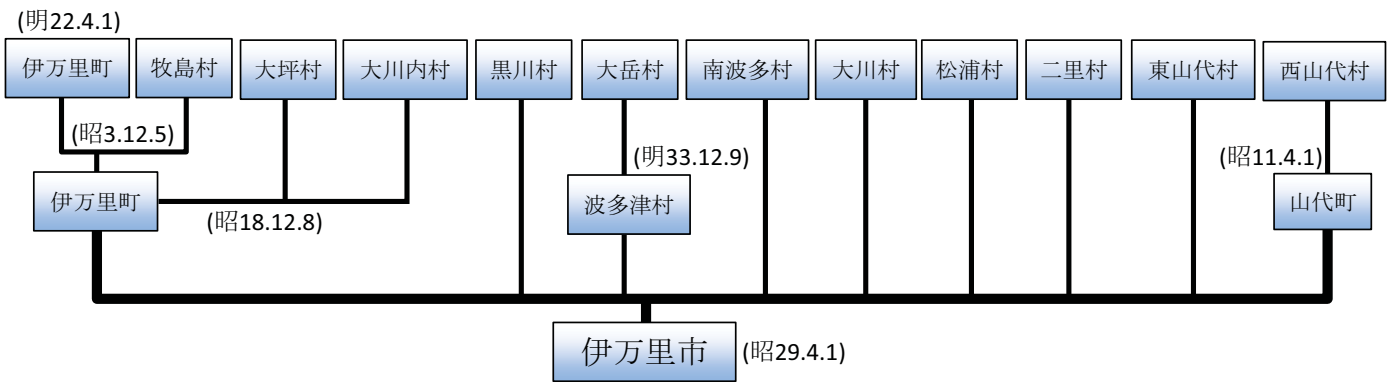 (明22.4.1)
伊万里町
牧島村
大坪村
大川内村
黒川村
大岳村
南波多村
大川村
松浦村
二里村
東山代村
西山代村
(昭3.12.5)
(明33.12.9)
(昭11.4.1)
伊万里町
(昭18.12.8)
波多津村
山代町
伊万里市
(昭29.4.1)